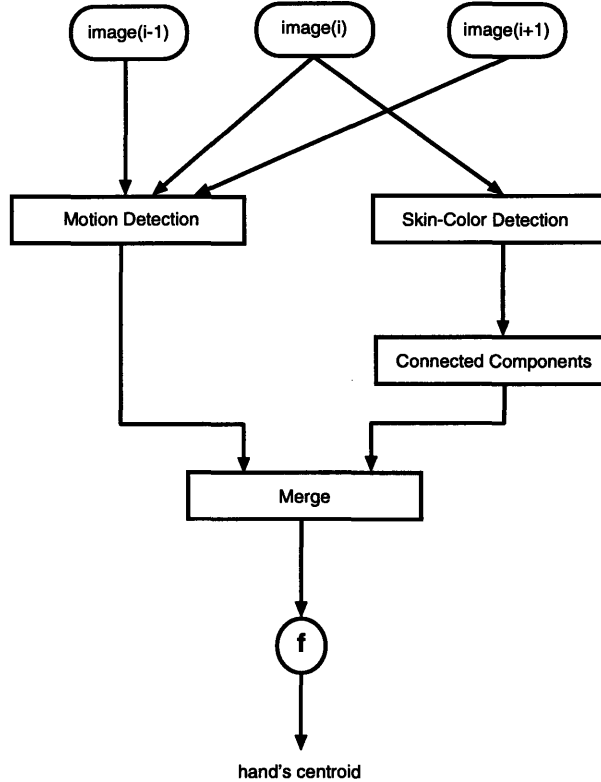 image(i-1)
image(i)
image(i+1)
Motion Detection
Skin-Color Detection
Connected Components
Merge
f
hand's centroid